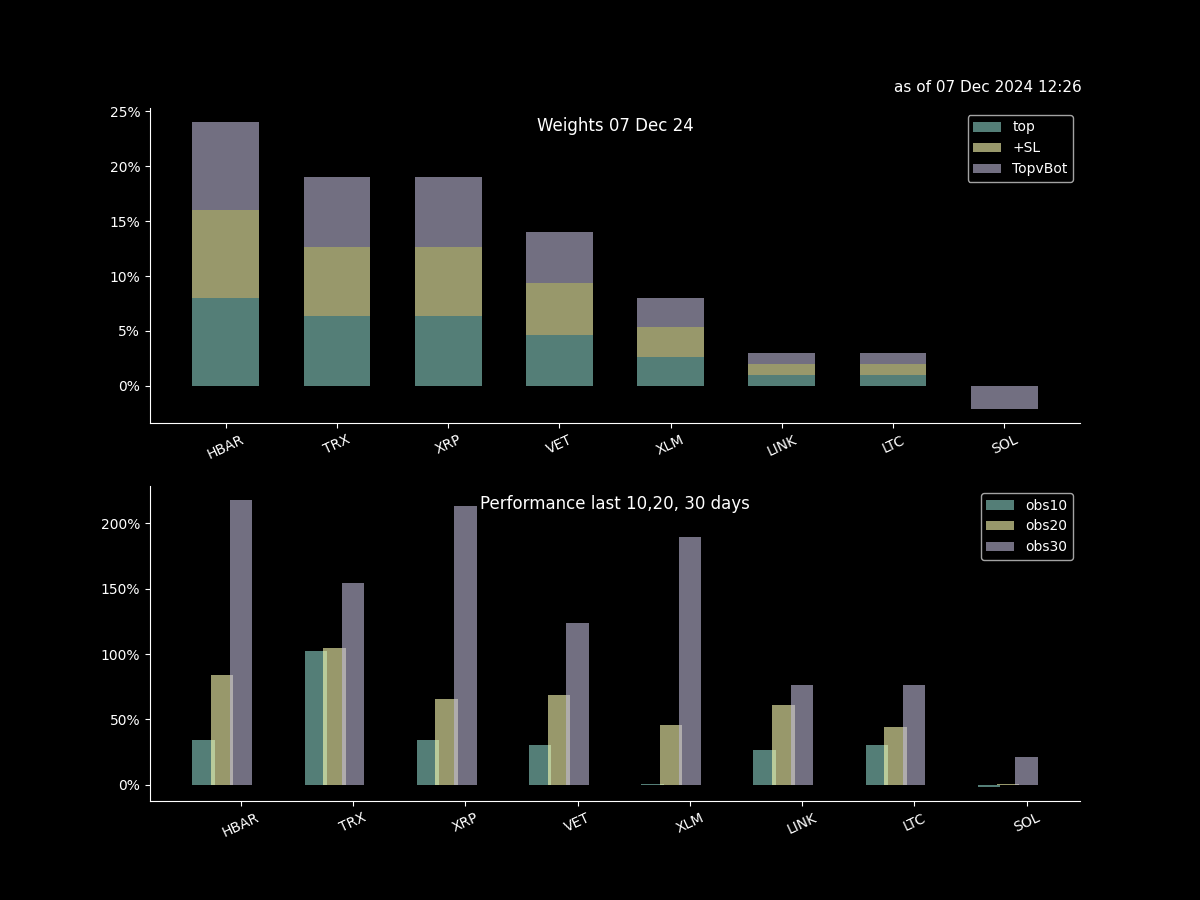 as of 07 Dec 2024 12:26
Weights 07 Dec 24
top
+SL
TopvBot
25%
20%
15%
10%
5%
0%
HBAR TRX XRP VET XLM LINK LTC SOL
Performance last 10,20, 30 days
obs10
obs20
obs30
200%
150%
100%
50%
0%
HBAR TRX XRP VET XLM LINK LTC SOL